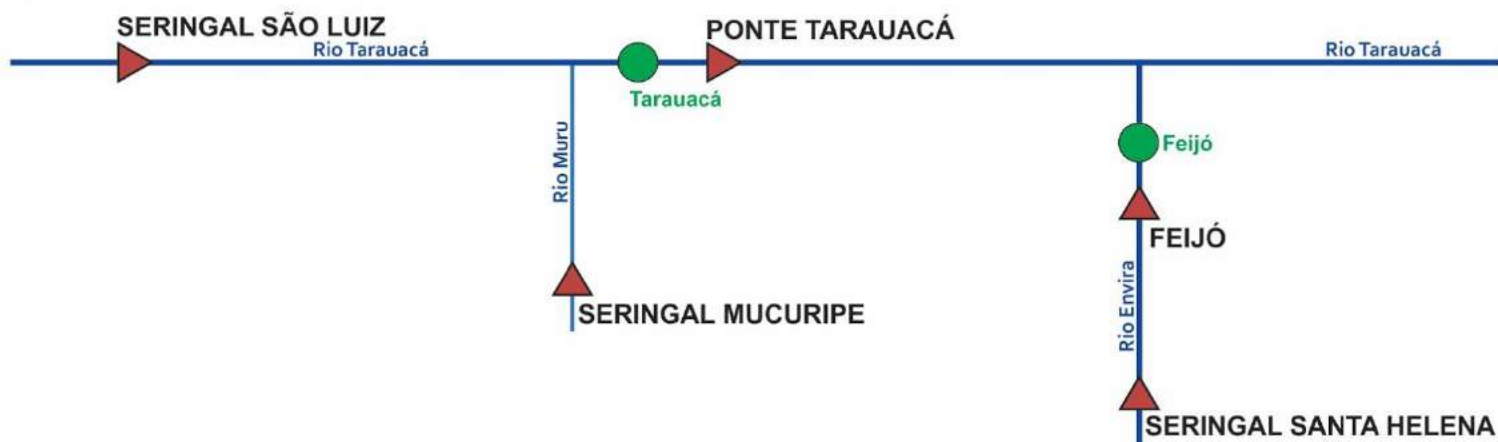 SERINGAL SÃO LUIZ
Rio Tarauacá
PONTE TARAUACÁ
Rio Tarauacá
Tarauacá
Rio Muru
Feijó
FEIJÓ
SERINGAL MUCURIPE
Rio Envira
SERINGAL SANTA HELENA